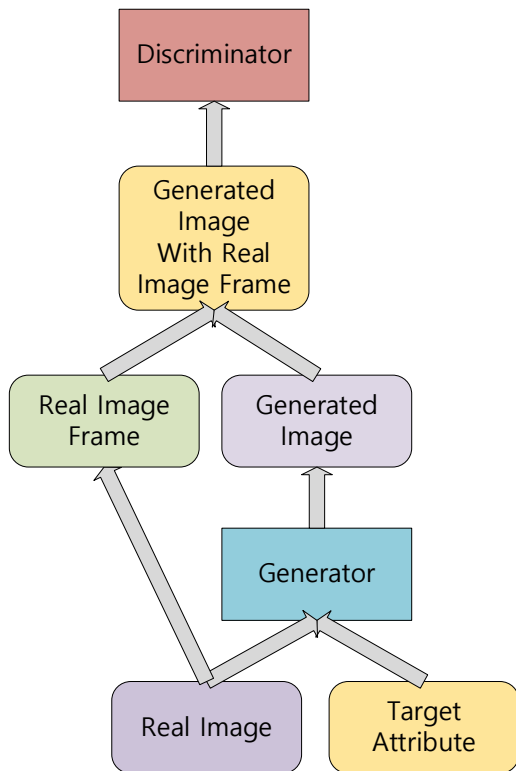 Discriminator
Generated
Image
With Real
Image Frame
Real Image
Frame
Generated
Image
Generator
Real Image
Target
Attribute